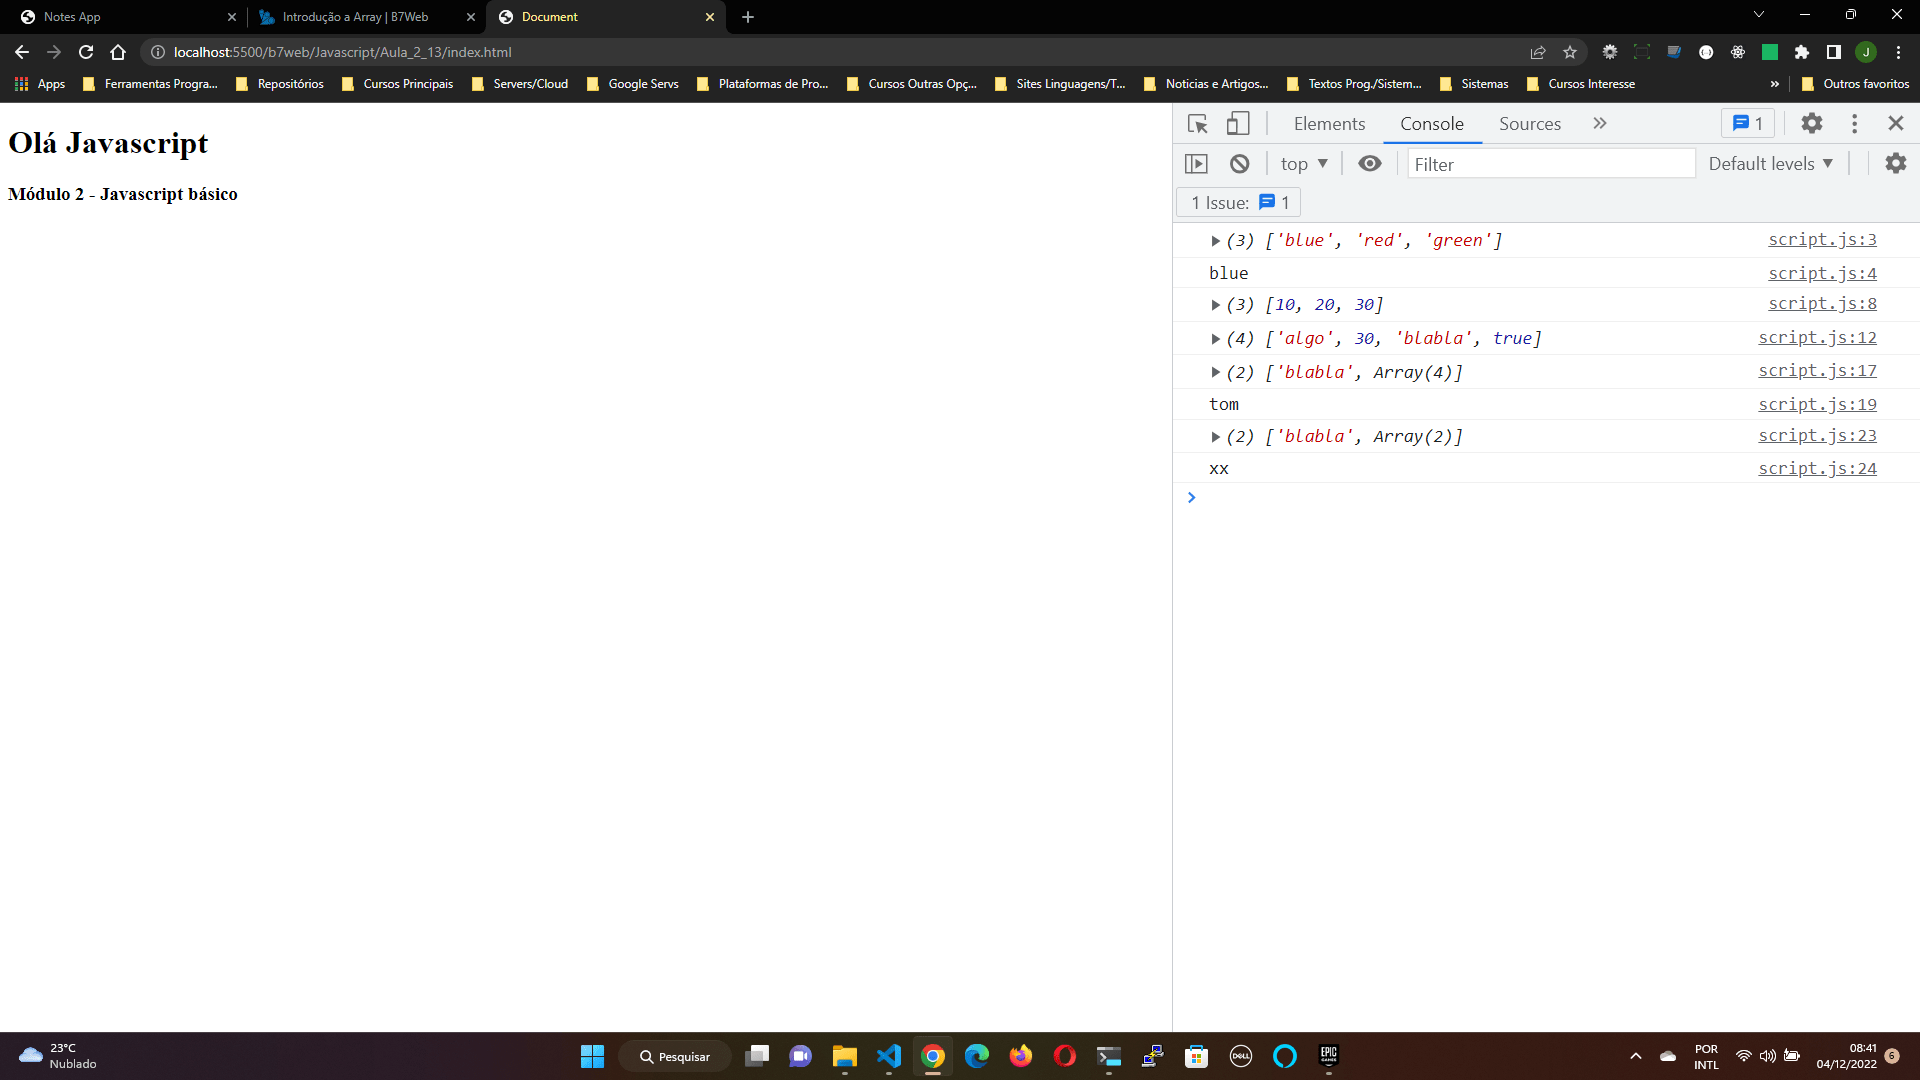 Notes App
Introdução a Array | B7Web
Document
localhost:5500/b7web/Javascript/Aula_2_13/index.html
J
Apps
Ferramentas Progra...
Repositórios
Cursos Principais
Servers/Cloud
Google Servs
Plataformas de Pro...
Cursos Outras Opç...
Sites Linguagens/T...
Noticias e Artigos...
Textos Prog./Sistem...
Sistemas
Cursos Interesse
»
Outros favoritos
Olá Javascript
Módulo 2 - Javascript básico
Elements
Console
Sources
1
top
Filter
Default levels
1 Issue: 1
(3) ['blue', 'red', 'green'] script.js:3
blue script.js:4
(3) [10, 20, 30] script.js:8
(4) ['algo', 30, 'blabla', true] script.js:12
(2) ['blabla', Array(4)] script.js:17
tom script.js:19
(2) ['blabla', Array(2)] script.js:23
xx script.js:24
23°C
Nublado
Pesquisar
DELL
EPIC
GAMES
POR
INTL
08:41
04/12/2022
6